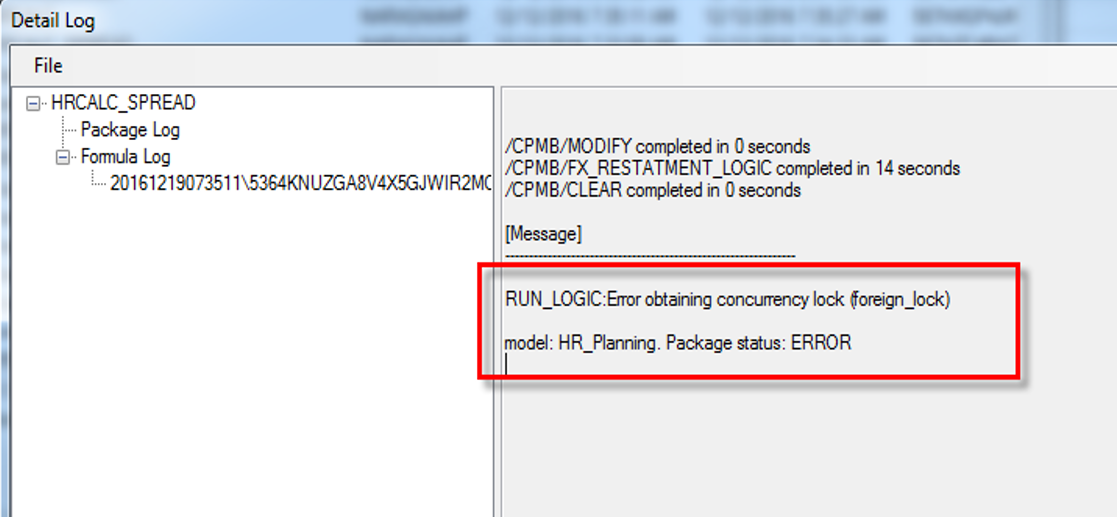 Detail Log
File
HRCALC_SPREAD
Package Log
Formula Log
20161219073511\5364KNUZGA8V4X5GJWIR2MO
/CPMB/MODIFY completed in 0 seconds
/CPMB/FX_RESTATMENT_LOGIC completed in 14 seconds
/CPMB/CLEAR completed in 0 seconds
[Message]
--------------------------------------------------------------
RUN_LOGIC:Error obtaining concurrency lock (foreign_lock)
model: HR_Planning. Package status: ERROR